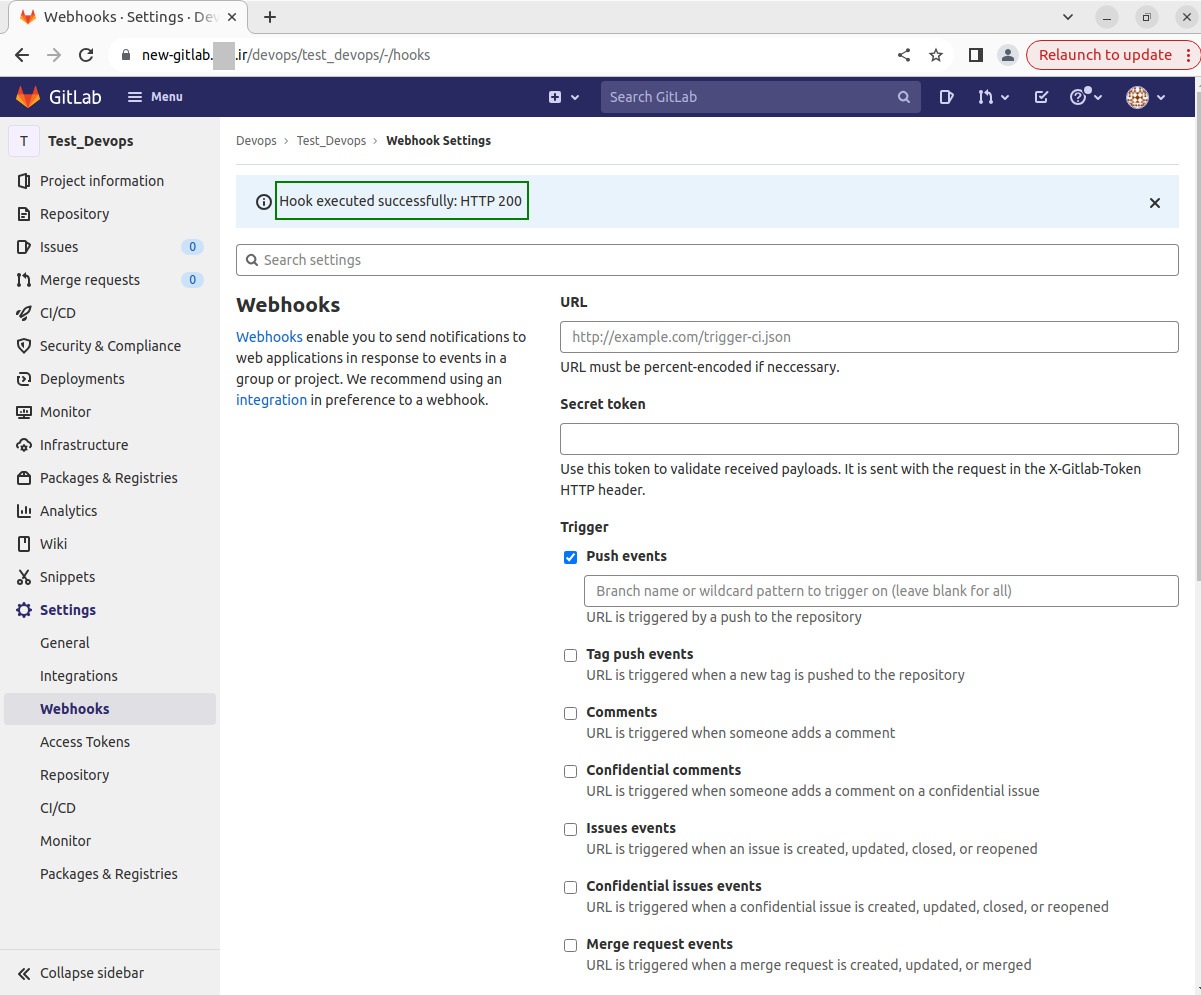 Webhooks · Settings · Dev
new-gitlab. .ir/devops/test_devops/-/hooks
Relaunch to update
GitLab
Menu
Search GitLab
T
Test_Devops
Project information
Repository
Issues
0
Merge requests
0
CI/CD
Security & Compliance
Deployments
Monitor
Infrastructure
Packages & Registries
Analytics
Wiki
Snippets
Settings
General
Integrations
Webhooks
Access Tokens
Repository
CI/CD
Monitor
Packages & Registries
Collapse sidebar
Devops › Test_Devops › Webhook Settings
Hook executed successfully: HTTP 200
Search settings
Webhooks
Webhooks enable you to send notifications to
web applications in response to events in a
group or project. We recommend using an
integration in preference to a webhook.
URL
http://example.com/trigger-ci.json
URL must be percent-encoded if neccessary.
Secret token
Use this token to validate received payloads. It is sent with the request in the X-Gitlab-Token
HTTP header.
Trigger
Push events
Branch name or wildcard pattern to trigger on (leave blank for all)
URL is triggered by a push to the repository
Tag push events
URL is triggered when a new tag is pushed to the repository
Comments
URL is triggered when someone adds a comment
Confidential comments
URL is triggered when someone adds a comment on a confidential issue
Issues events
URL is triggered when an issue is created, updated, closed, or reopened
Confidential issues events
URL is triggered when a confidential issue is created, updated, closed, or reopened
Merge request events
URL is triggered when a merge request is created, updated, or merged